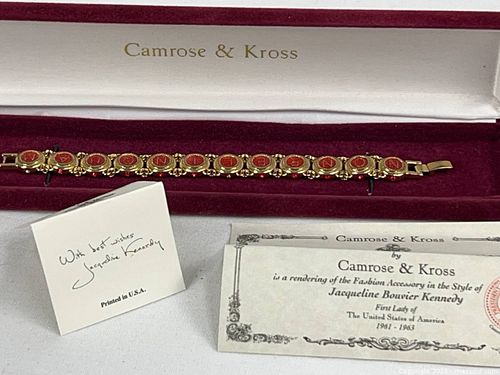 Camrose & Kross
With best wishes
Jacqueline Kennedy
Printed in U.S.A.
Camrose & Kross
by
Camrose & Kross
is a rendering of the Fashion Accessory in the Style of
Jacqueline Bouvier Kennedy
First Lady of
The United States of America
1961 - 1963